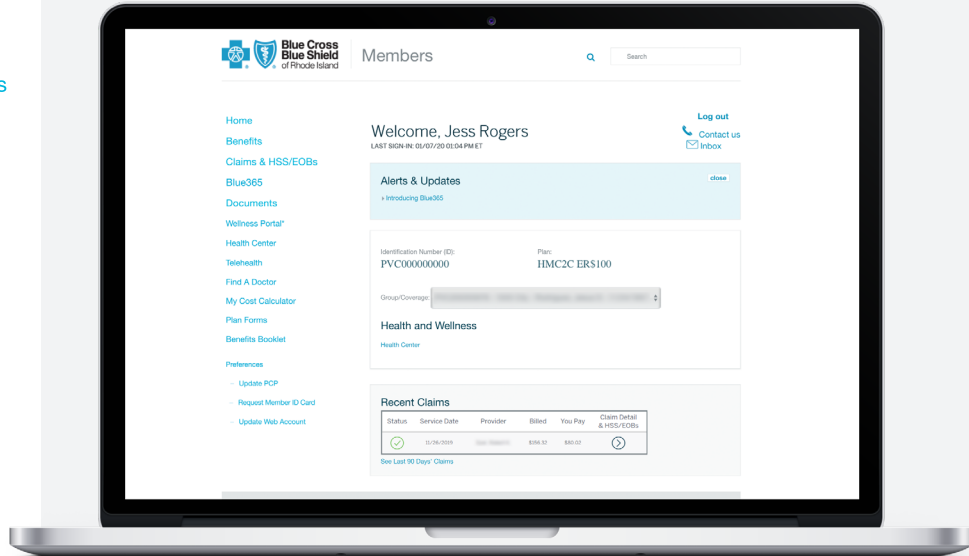 s
Blue Cross
Blue Shield
of Rhode Island
Members
Search
Home
Benefits
Claims & HSS/EOBs
Blue365
Documents
Wellness Portal*
Health Center
Telehealth
Find A Doctor
My Cost Calculator
Plan Forms
Benefits Booklet
Preferences
Update PCP
Request Member ID Card
Update Web Account
Welcome, Jess Rogers
LAST SIGN-IN: 01/07/20 01:04 PM ET
Log out
Contact us
Inbox
Alerts & Updates
close
› Introducing Blue365
Identification Number (ID):
PVC000000000
Plan:
HMC2C ER$100
Group/Coverage:
Health and Wellness
Health Center
Recent Claims
Status Service Date Provider Billed You Pay Claim Detail
& HSS/EOBs
11/26/2019 $166.32 $80.02
See Last 90 Days' Claims